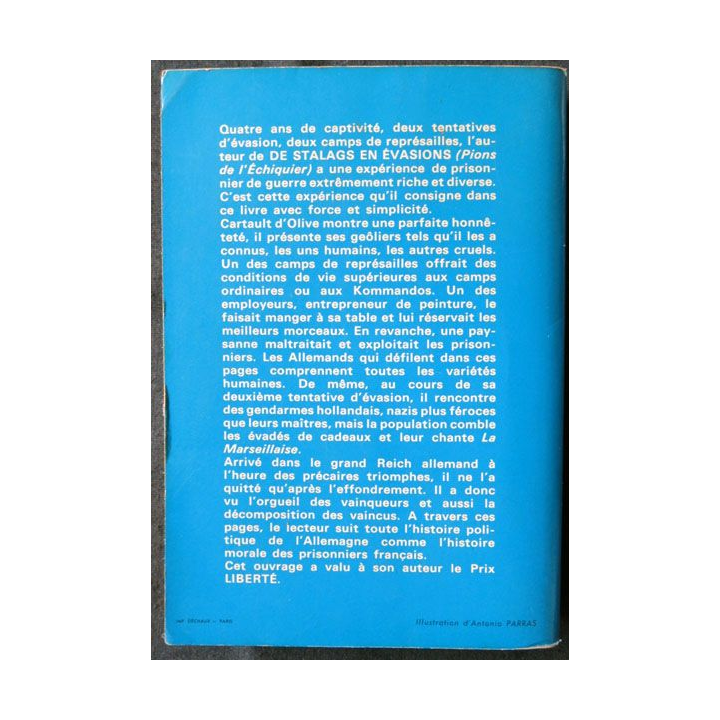 Quatre ans de captivité, deux tentatives
d'évasion, deux camps de représailles, l'au-
teur de DE STALAGS EN ÉVASIONS (Pions
de l'Échiquier) a une expérience de prison-
nier de guerre extrêmement riche et diverse.
C'est cette expérience qu'il consigne dans
ce livre avec force et simplicité.
Cartault d'Olive montre une parfaite honnê-
teté, il présente ses geôliers tels qu'il les a
connus, les uns humains, les autres cruels.
Un des camps de représailles offrait des
conditions de vie supérieures aux camps
ordinaires ou aux Kommandos. Un des
employeurs, entrepreneur de peinture, le
faisait manger à sa table et lui réservait les
meilleurs morceaux. En revanche, une pay-
sanne maltraitait et exploitait les prison-
niers. Les Allemands qui défilent dans ces
pages comprennent toutes les variétés
humaines. De même, au cours de sa
deuxième tentative d'évasion, il rencontre
des gendarmes hollandais, nazis plus féroces
que leurs maîtres, mais la population comble
les évadés de cadeaux et leur chante La
Marseillaise.
Arrivé dans le grand Reich allemand à
l'heure des précaires triomphes, il ne l'a
quitté qu'après l'effondrement. Il a donc
vu l'orgueil des vainqueurs et aussi la
décomposition des vaincus. A travers ces
pages, le lecteur suit toute l'histoire poli-
tique de l'Allemagne comme l'histoire
morale des prisonniers français.
Cet ouvrage a valu à son auteur le Prix
LIBERTÉ.
PARIS
Illustration d'Antonio PARRAS